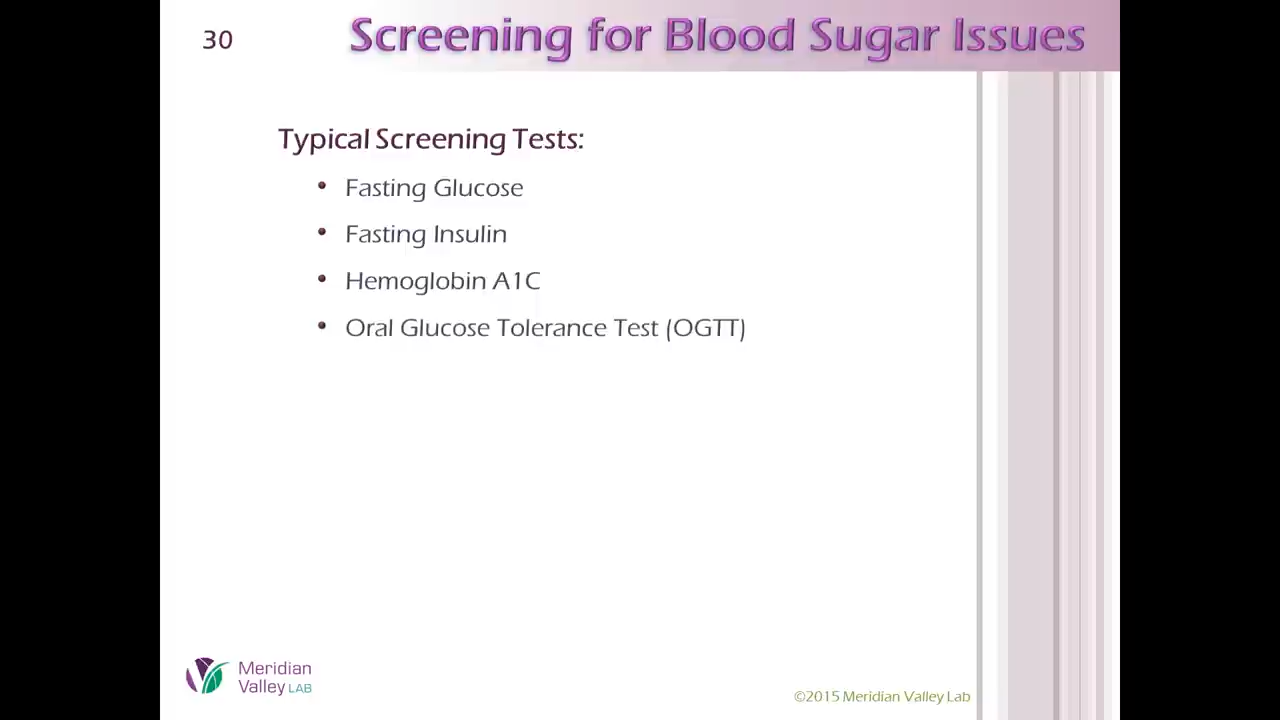 30
Screening for Blood Sugar Issues
Typical Screening Tests:
• Fasting Glucose
• Fasting Insulin
• Hemoglobin A1C
• Oral Glucose Tolerance Test (OGTT)
Meridian
Valley LAB
©2015 Meridian Valley Lab